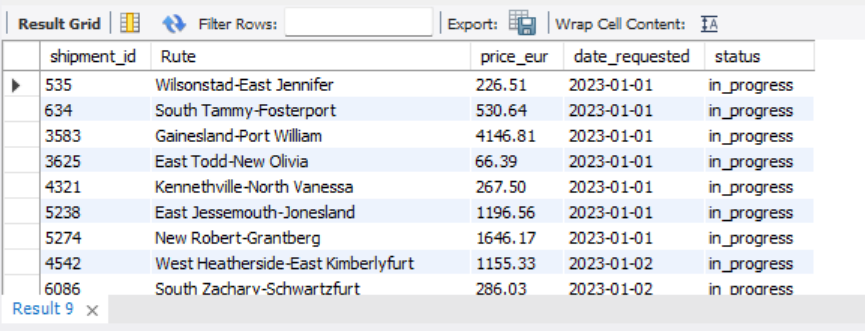 Result Grid Filter Rows: Export: Wrap Cell Content: IA
shipment_id Rute price_eur date_requested status
535 Wilsonstad-East Jennifer 226.51 2023-01-01 in_progress
634 South Tammy-Fosterport 530.64 2023-01-01 in_progress
3583 Gainesland-Port William 4146.81 2023-01-01 in_progress
3625 East Todd-New Olivia 66.39 2023-01-01 in_progress
4321 Kennethville-North Vanessa 267.50 2023-01-01 in_progress
5238 East Jessemouth-Jonesland 1196.56 2023-01-01 in_progress
5274 New Robert-Grantberg 1646.17 2023-01-01 in_progress
4542 West Heatherside-East Kimberlyfurt 1155.33 2023-01-02 in_progress
6086 South Zachary-Schwartzfurt 286.03 2023-01-02 in_progress
Result 9